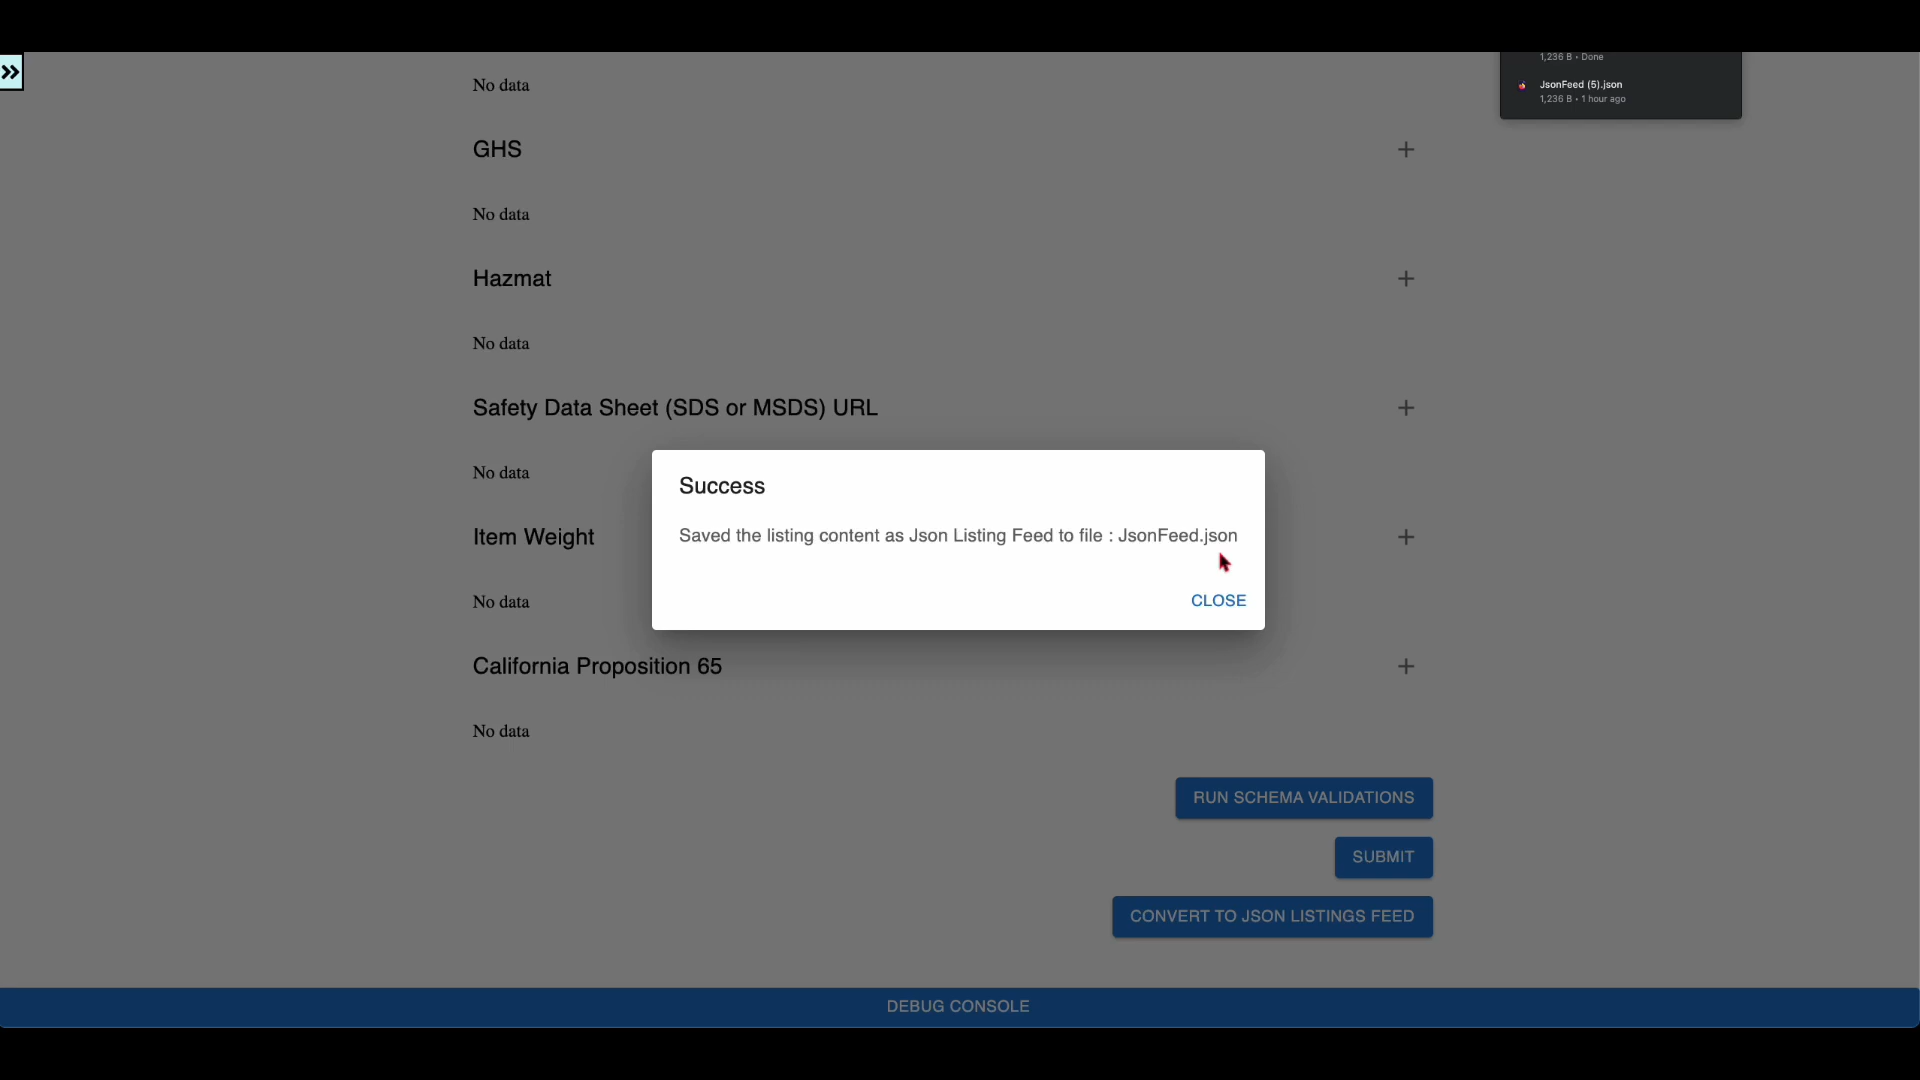 1,236 B • Done
No data
JsonFeed (5).json
1,236 B • 1 hour ago
GHS
No data
Hazmat
No data
Safety Data Sheet (SDS or MSDS) URL
No data
Success
Saved the listing content as Json Listing Feed to file : JsonFeed.json
CLOSE
Item Weight
No data
California Proposition 65
No data
RUN SCHEMA VALIDATIONS
SUBMIT
CONVERT TO JSON LISTINGS FEED
DEBUG CONSOLE